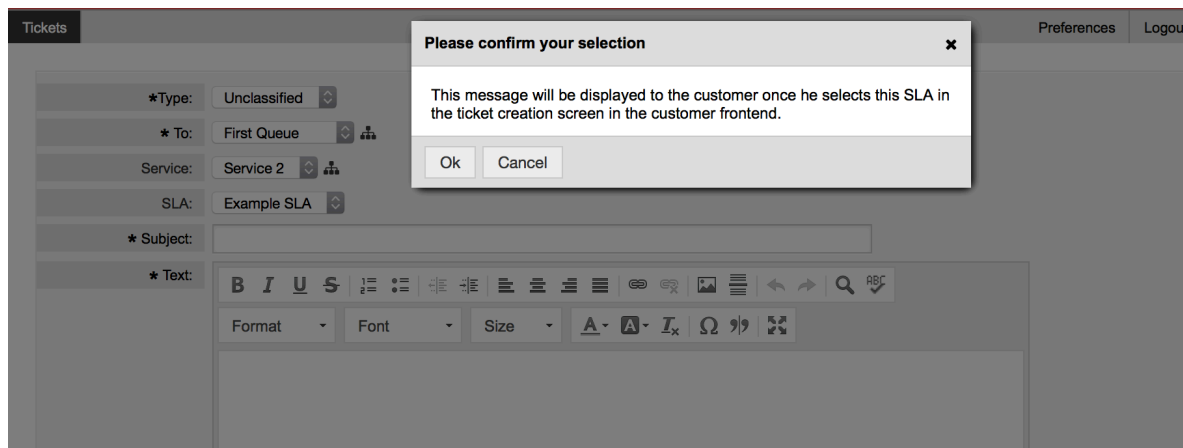 Tickets
Preferences
Logou
Please confirm your selection
This message will be displayed to the customer once he selects this SLA in
the ticket creation screen in the customer frontend.
Ok
Cancel
*Type:
Unclassified
* To:
First Queue
Service:
Service 2
SLA:
Example SLA
* Subject:
* Text:
B I U S
ABC
Format
Font
Size
A
A
Ix
Ω